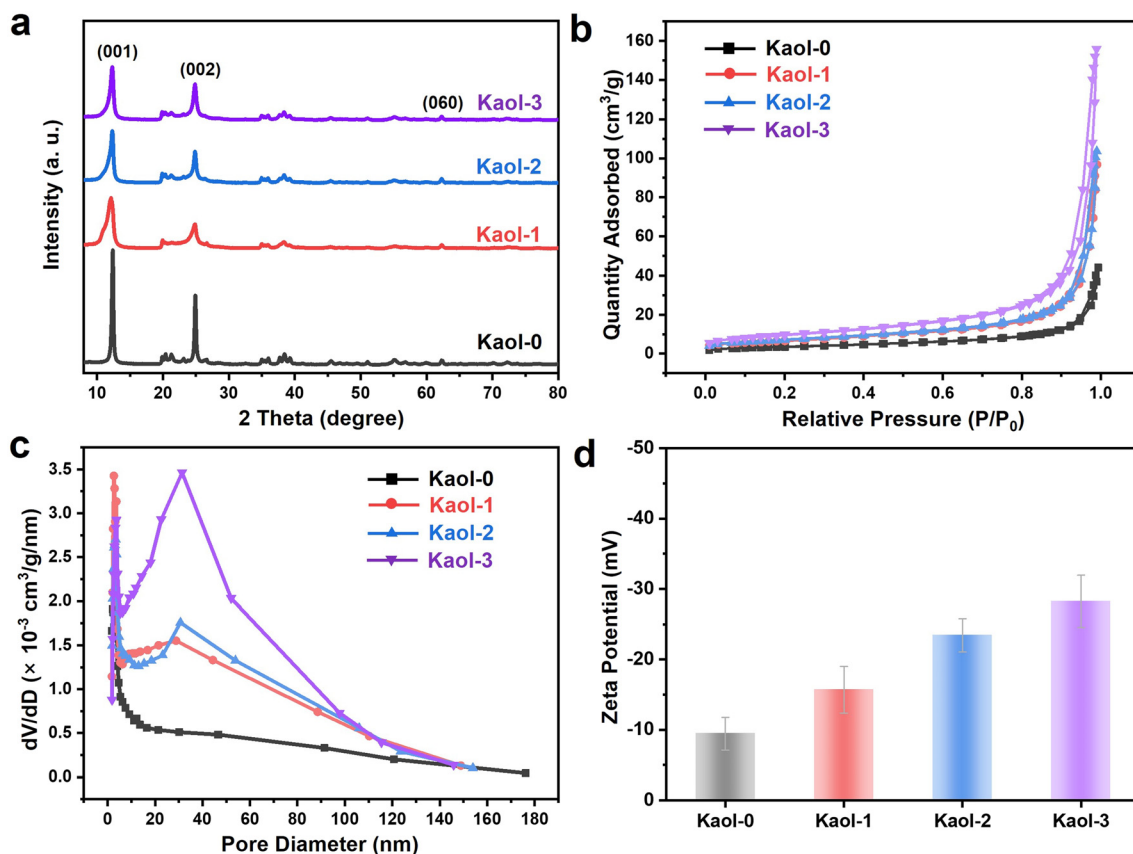 a
(001)
(002)
(060)
Kaol-3
Kaol-2
Kaol-1
Kaol-0
Intensity (a. u.)
10 20 30 40 50 60 70 80
2 Theta (degree)
b
Kaol-0
Kaol-1
Kaol-2
Kaol-3
160
140
120
100
80
60
40
20
0
Quantity Adsorbed (cm³/g)
0.0 0.2 0.4 0.6 0.8 1.0
Relative Pressure (P/P₀)
c
Kaol-0
Kaol-1
Kaol-2
Kaol-3
3.5
3.0
2.5
2.0
1.5
1.0
0.5
0.0
dV/dD (× 10⁻³ cm³/g/nm)
0 20 40 60 80 100 120 140 160 180
Pore Diameter (nm)
d
-50
-40
-30
-20
-10
0
Zeta Potential (mV)
Kaol-0 Kaol-1 Kaol-2 Kaol-3